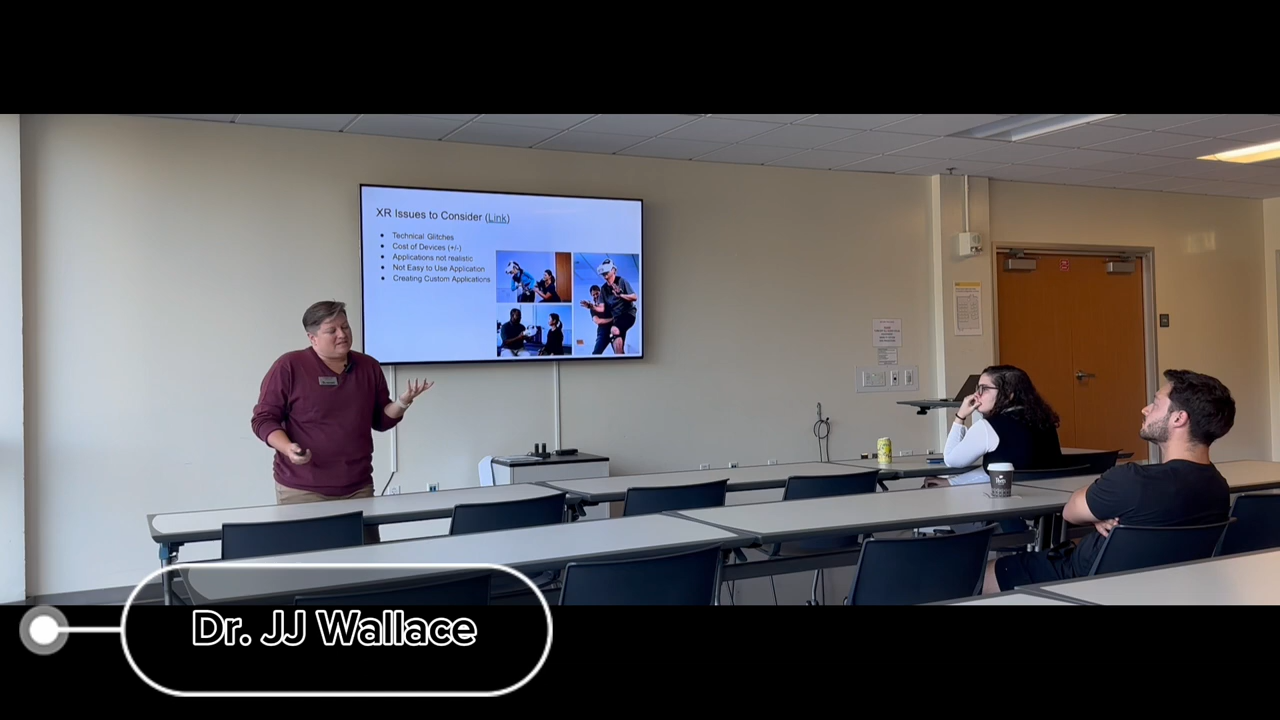 XR Issues to Consider (Link)
• Technical Glitches
• Cost of Devices (+/-)
• Applications not realistic
• Not Easy to Use Application
• Creating Custom Applications
Dr. JJ Wallace